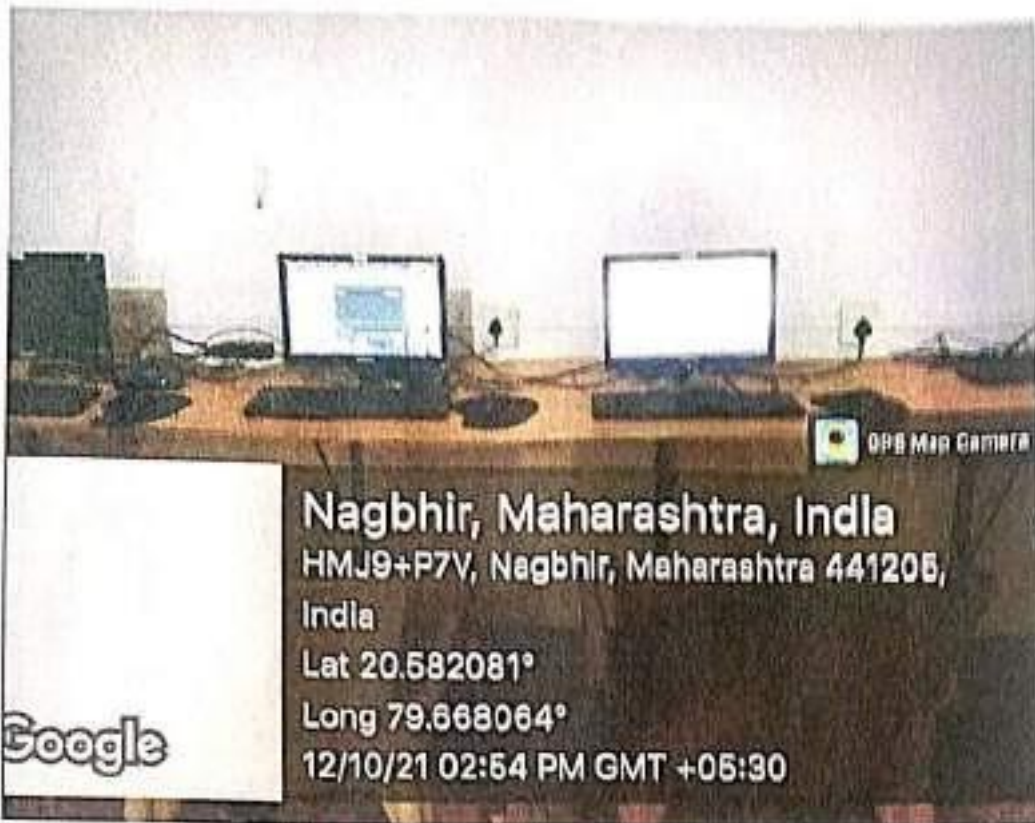 GPS Map Camera
Nagbhir, Maharashtra, India
HMJ9+P7V, Nagbhir, Maharashtra 441205,
India
Lat 20.582081°
Long 79.668064°
12/10/21 02:54 PM GMT +05:30
Google